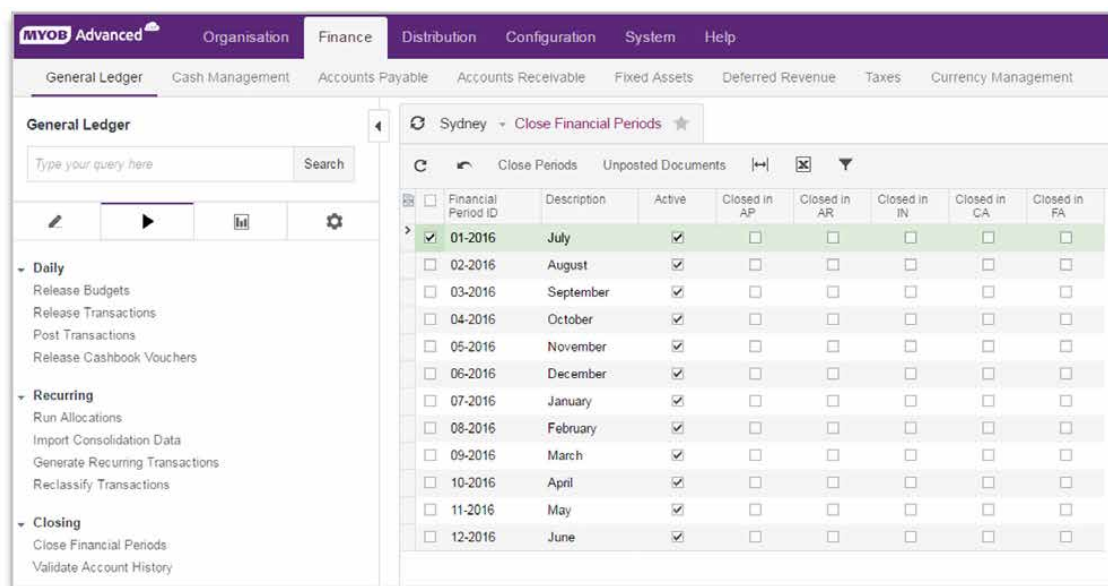 MYOB Advanced Organisation Finance Distribution Configuration System Help
General Ledger Cash Management Accounts Payable Accounts Receivable Fixed Assets Deferred Revenue Taxes Currency Management
General Ledger
Type your query here Search
Daily
Release Budgets
Release Transactions
Post Transactions
Release Cashbook Vouchers
Recurring
Run Allocations
Import Consolidation Data
Generate Recurring Transactions
Reclassify Transactions
Closing
Close Financial Periods
Validate Account History
Sydney Close Financial Periods
Close Periods Unposted Documents
Financial Period ID Description Active Closed in AP Closed in AR Closed in IN Closed in CA Closed in FA
01-2016 July
02-2016 August
03-2016 September
04-2016 October
05-2016 November
06-2016 December
07-2016 January
08-2016 February
09-2016 March
10-2016 April
11-2016 May
12-2016 June